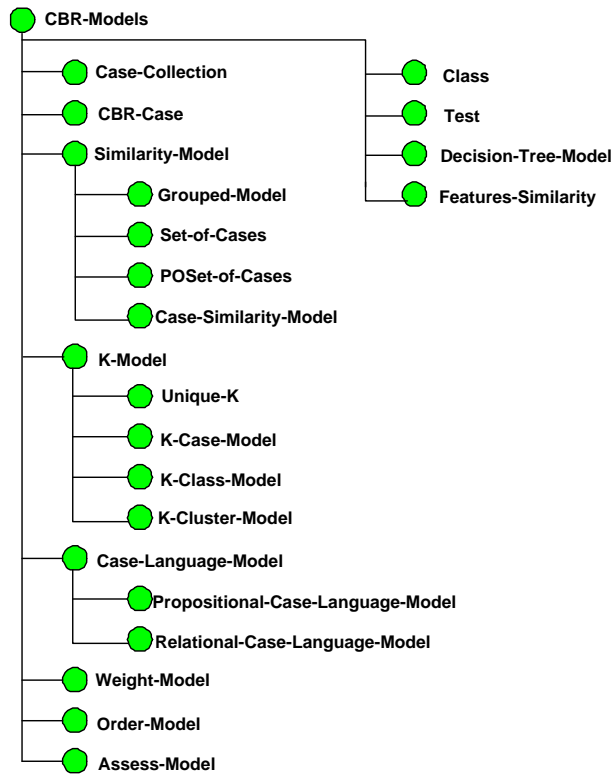 CBR-Models
Case-Collection
CBR-Case
Similarity-Model
Grouped-Model
Set-of-Cases
POSet-of-Cases
Case-Similarity-Model
K-Model
Unique-K
K-Case-Model
K-Class-Model
K-Cluster-Model
Case-Language-Model
Propositional-Case-Language-Model
Relational-Case-Language-Model
Weight-Model
Order-Model
Assess-Model
Class
Test
Decision-Tree-Model
Features-Similarity